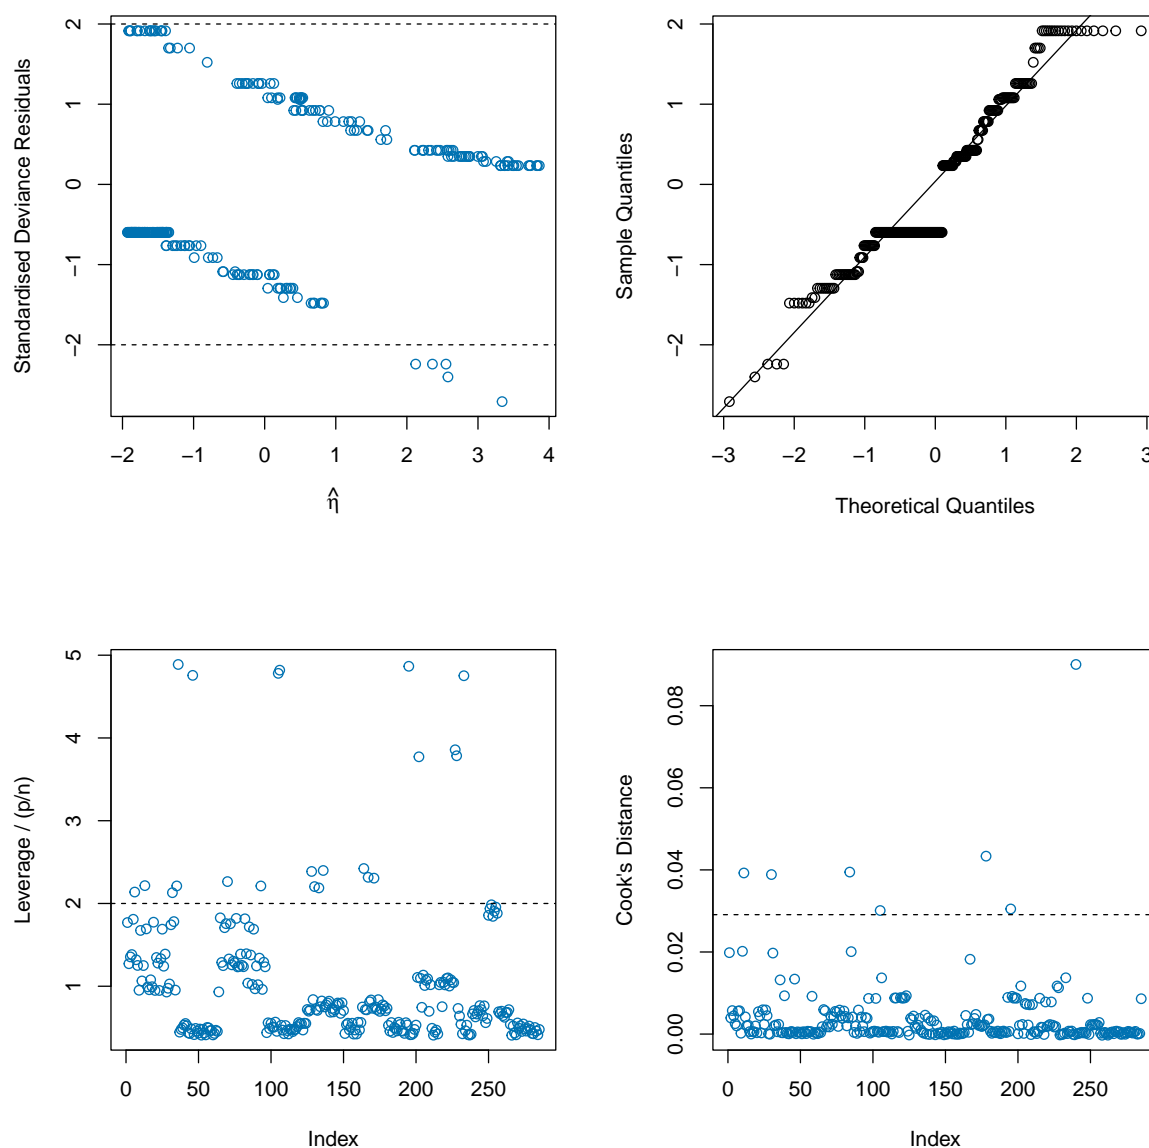 Standardised Deviance Residuals
2
1
0
−1
−2
−2 −1 0 1 2 3 4
η̂
Sample Quantiles
2
1
0
−1
−2
−3 −2 −1 0 1 2 3
Theoretical Quantiles
Leverage / (p/n)
5
4
3
2
1
0 50 100 150 200 250
Index
Cook's Distance
0.08
0.06
0.04
0.02
0.00
0 50 100 150 200 250
Index